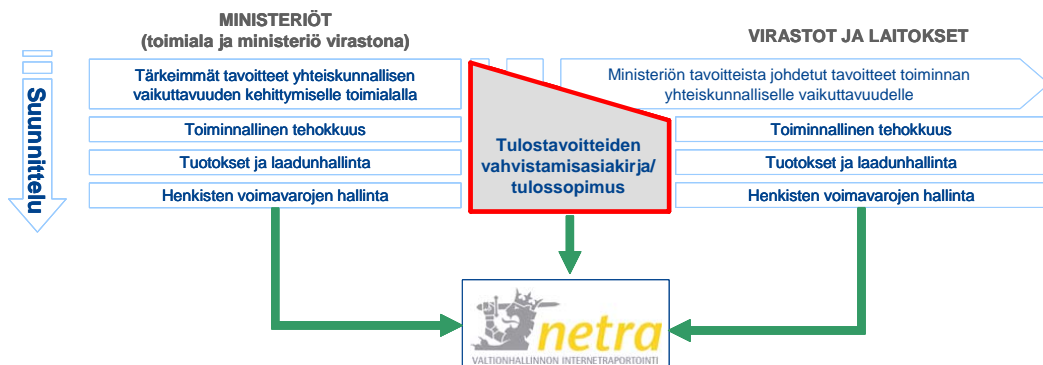 MINISTERIÖT
(toimiala ja ministeriö virastona)
VIRASTOT JA LAITOKSET
Suunnittelu
Tärkeimmät tavoitteet yhteiskunnallisen
vaikuttavuuden kehittymiselle toimialalla
Toiminnallinen tehokkuus
Tuotokset ja laadunhallinta
Henkisten voimavarojen hallinta
Tulostavoitteiden
vahvistamisasiakirja/
tulossopimus
Ministeriön tavoitteista johdetut tavoitteet toiminnan
yhteiskunnalliselle vaikuttavuudelle
Toiminnallinen tehokkuus
Tuotokset ja laadunhallinta
Henkisten voimavarojen hallinta
netra
VALTIONHALLINNON INTERNETRAPORTOINTI